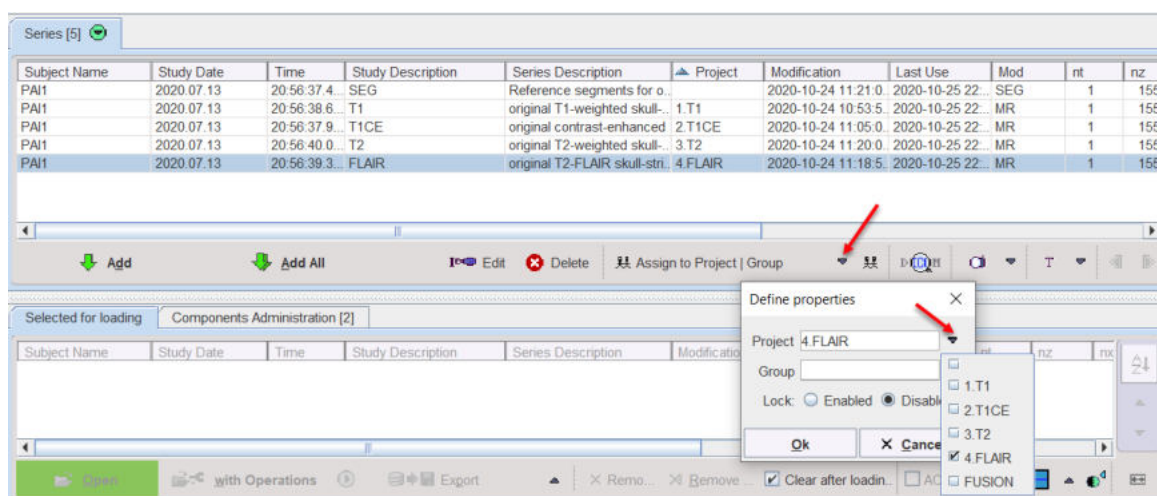 Series [5]
Subject Name Study Date Time Study Description Series Description Project Modification Last Use Mod nt nz
PAI1 2020.07.13 20:56:37.4... SEG Reference segments for o.. 2020-10-24 11:21:0.. 2020-10-25 22:... SEG 1 155
PAI1 2020.07.13 20:56:38.6... T1 original T1-weighted skull-.. 1.T1 2020-10-24 10:53:5.. 2020-10-25 22:... MR 1 155
PAI1 2020.07.13 20:56:37.9... T1CE original contrast-enhanced 2.T1CE 2020-10-24 11:05:0.. 2020-10-25 22:... MR 1 155
PAI1 2020.07.13 20:56:40.0... T2 original T2-weighted skull-.. 3.T2 2020-10-24 11:20:0.. 2020-10-25 22:... MR 1 155
PAI1 2020.07.13 20:56:39.3... FLAIR original T2-FLAIR skull-stri.. 4.FLAIR 2020-10-24 11:18:5.. 2020-10-25 22:... MR 1 155
Add Add All Edit Delete Assign to Project | Group T
Define properties
Selected for loading Components Administration [2]
Project 4.FLAIR
Subject Name Study Date Time Study Description Series Description Modificatio nt nz nx
Group
1.T1
Lock: Enabled Disabl
2.T1CE
3.T2
Ok Cance
4.FLAIR
Open with Operations Export Remo... Remove ... Clear after loadin.. AC FUSION